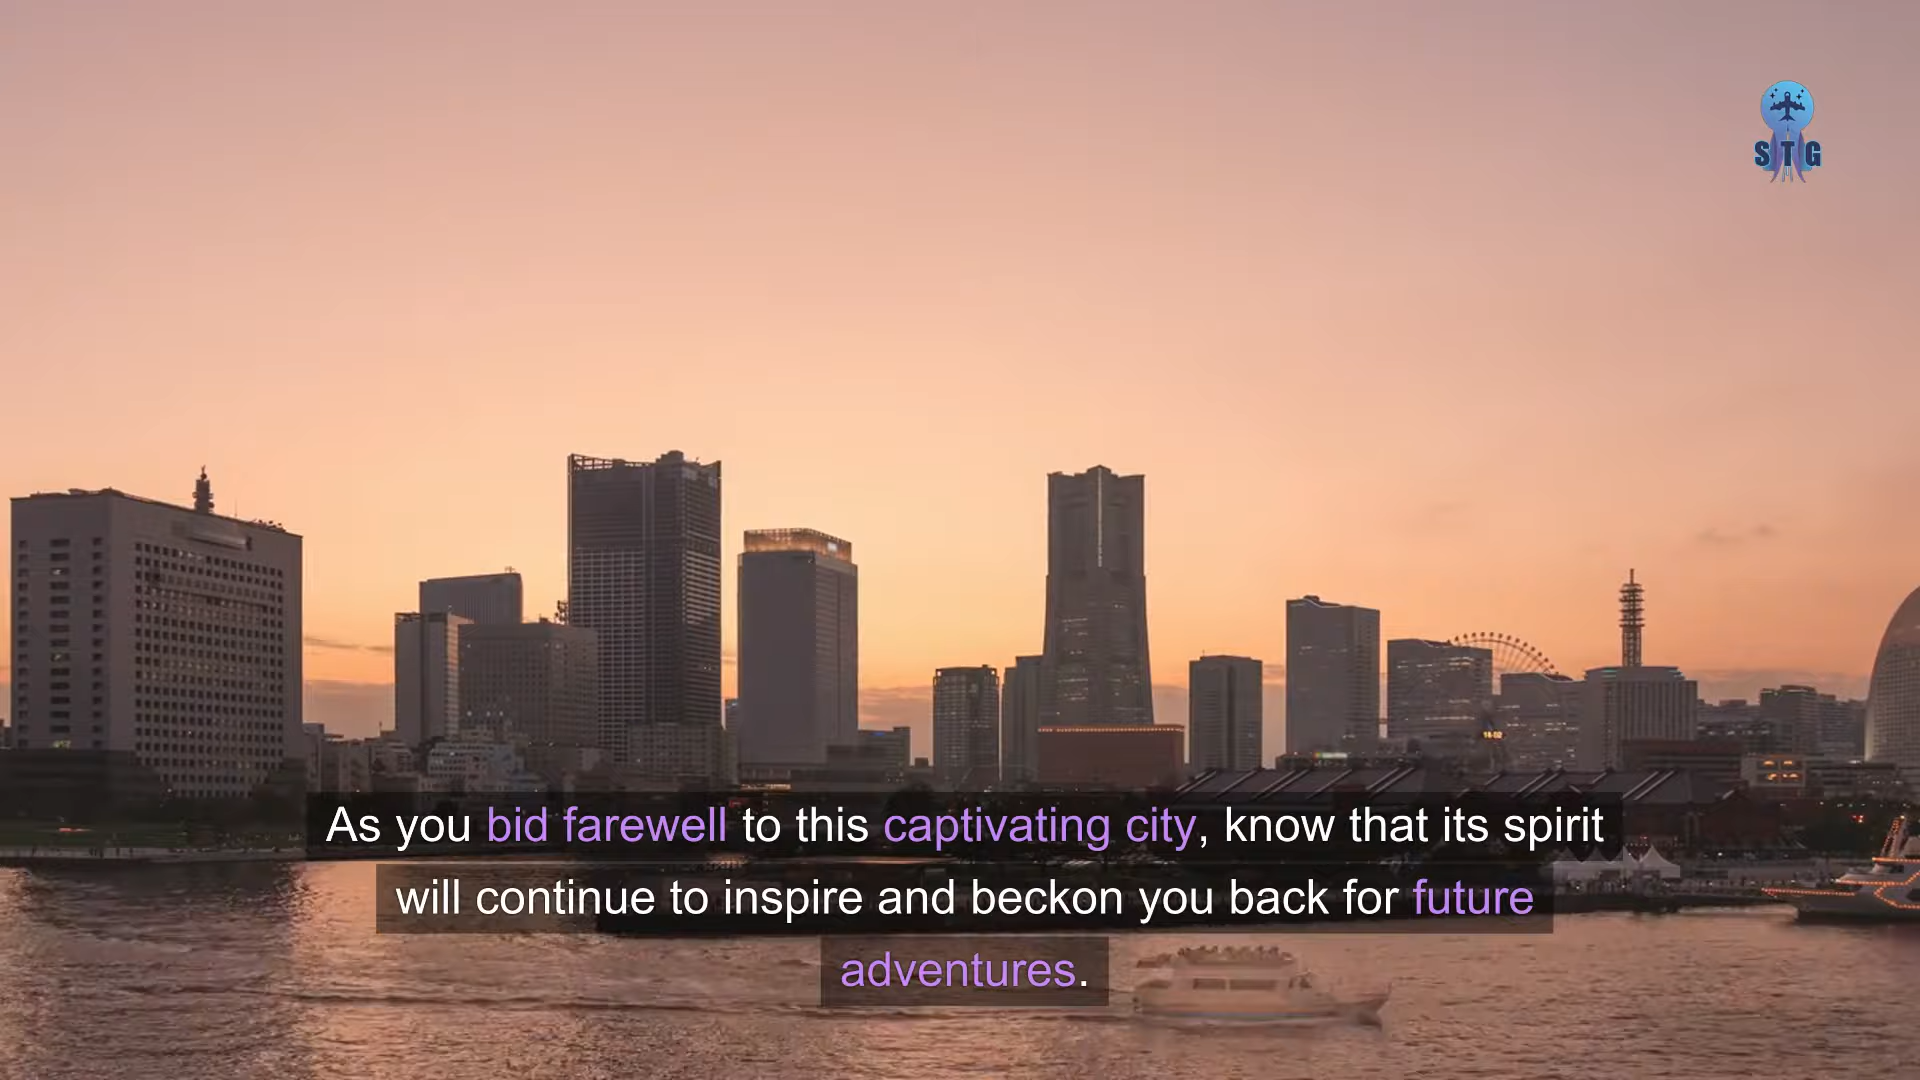 STG
As you bid farewell to this captivating city, know that its spirit
will continue to inspire and beckon you back for future
adventures.